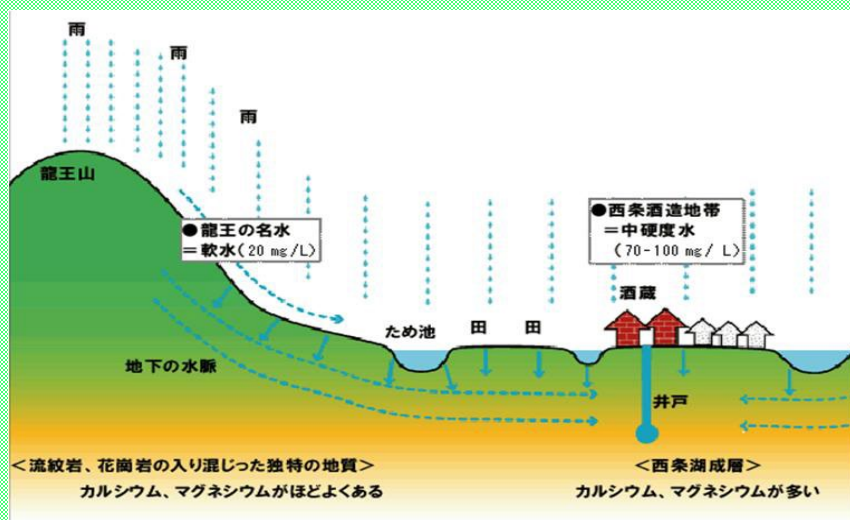 雨
雨
雨
龍王山
●龍王の名水
＝軟水(20 mg/L)
●西条酒造地帯
＝中硬度水
(70-100 mg/ L)
酒蔵
ため池
田
田
地下の水脈
井戸
＜流紋岩、花崗岩の入り混じった独特の地質＞
カルシウム、マグネシウムがほどよくある
＜西条湖成層＞
カルシウム、マグネシウムが多い